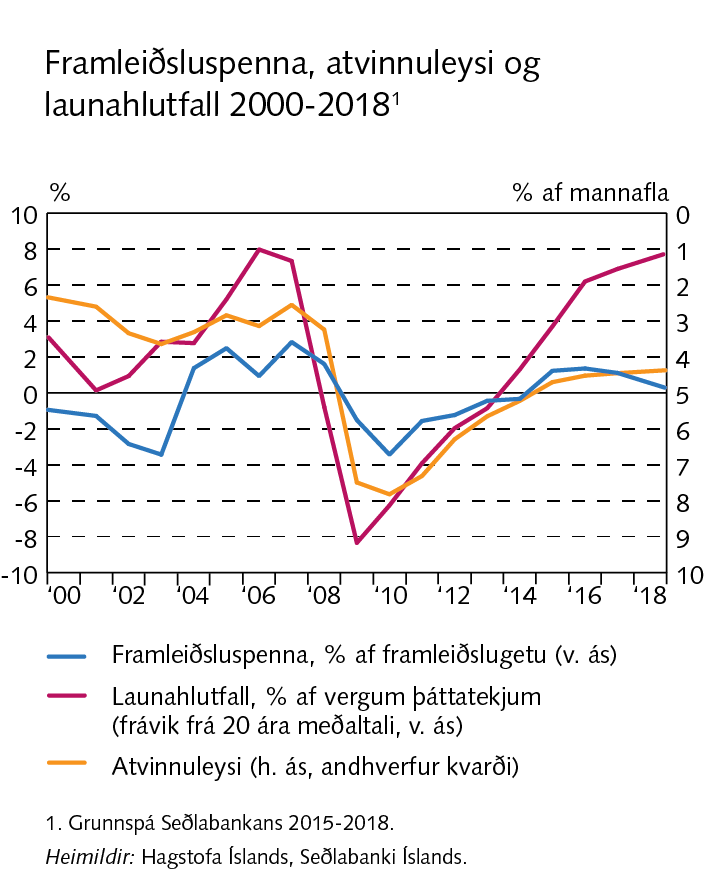 Framleiðsluspenna, atvinnuleysi og
launahlutfall 2000-2018¹
% % af mannafla
10 0
8 1
6 2
4 3
2 4
0 5
-2 6
-4 7
-6 8
-8 9
-10 10
‘00 ‘02 ‘04 ‘06 ‘08 ‘10 ‘12 ‘14 ‘16 ‘18
Framleiðsluspenna, % af framleiðslugetu (v. ás)
Launahlutfall, % af vergum þáttatekjum
(frávik frá 20 ára meðaltali, v. ás)
Atvinnuleysi (h. ás, andhverfur kvarði)
1. Grunnspá Seðlabankans 2015-2018.
Heimildir: Hagstofa Íslands, Seðlabanki Íslands.